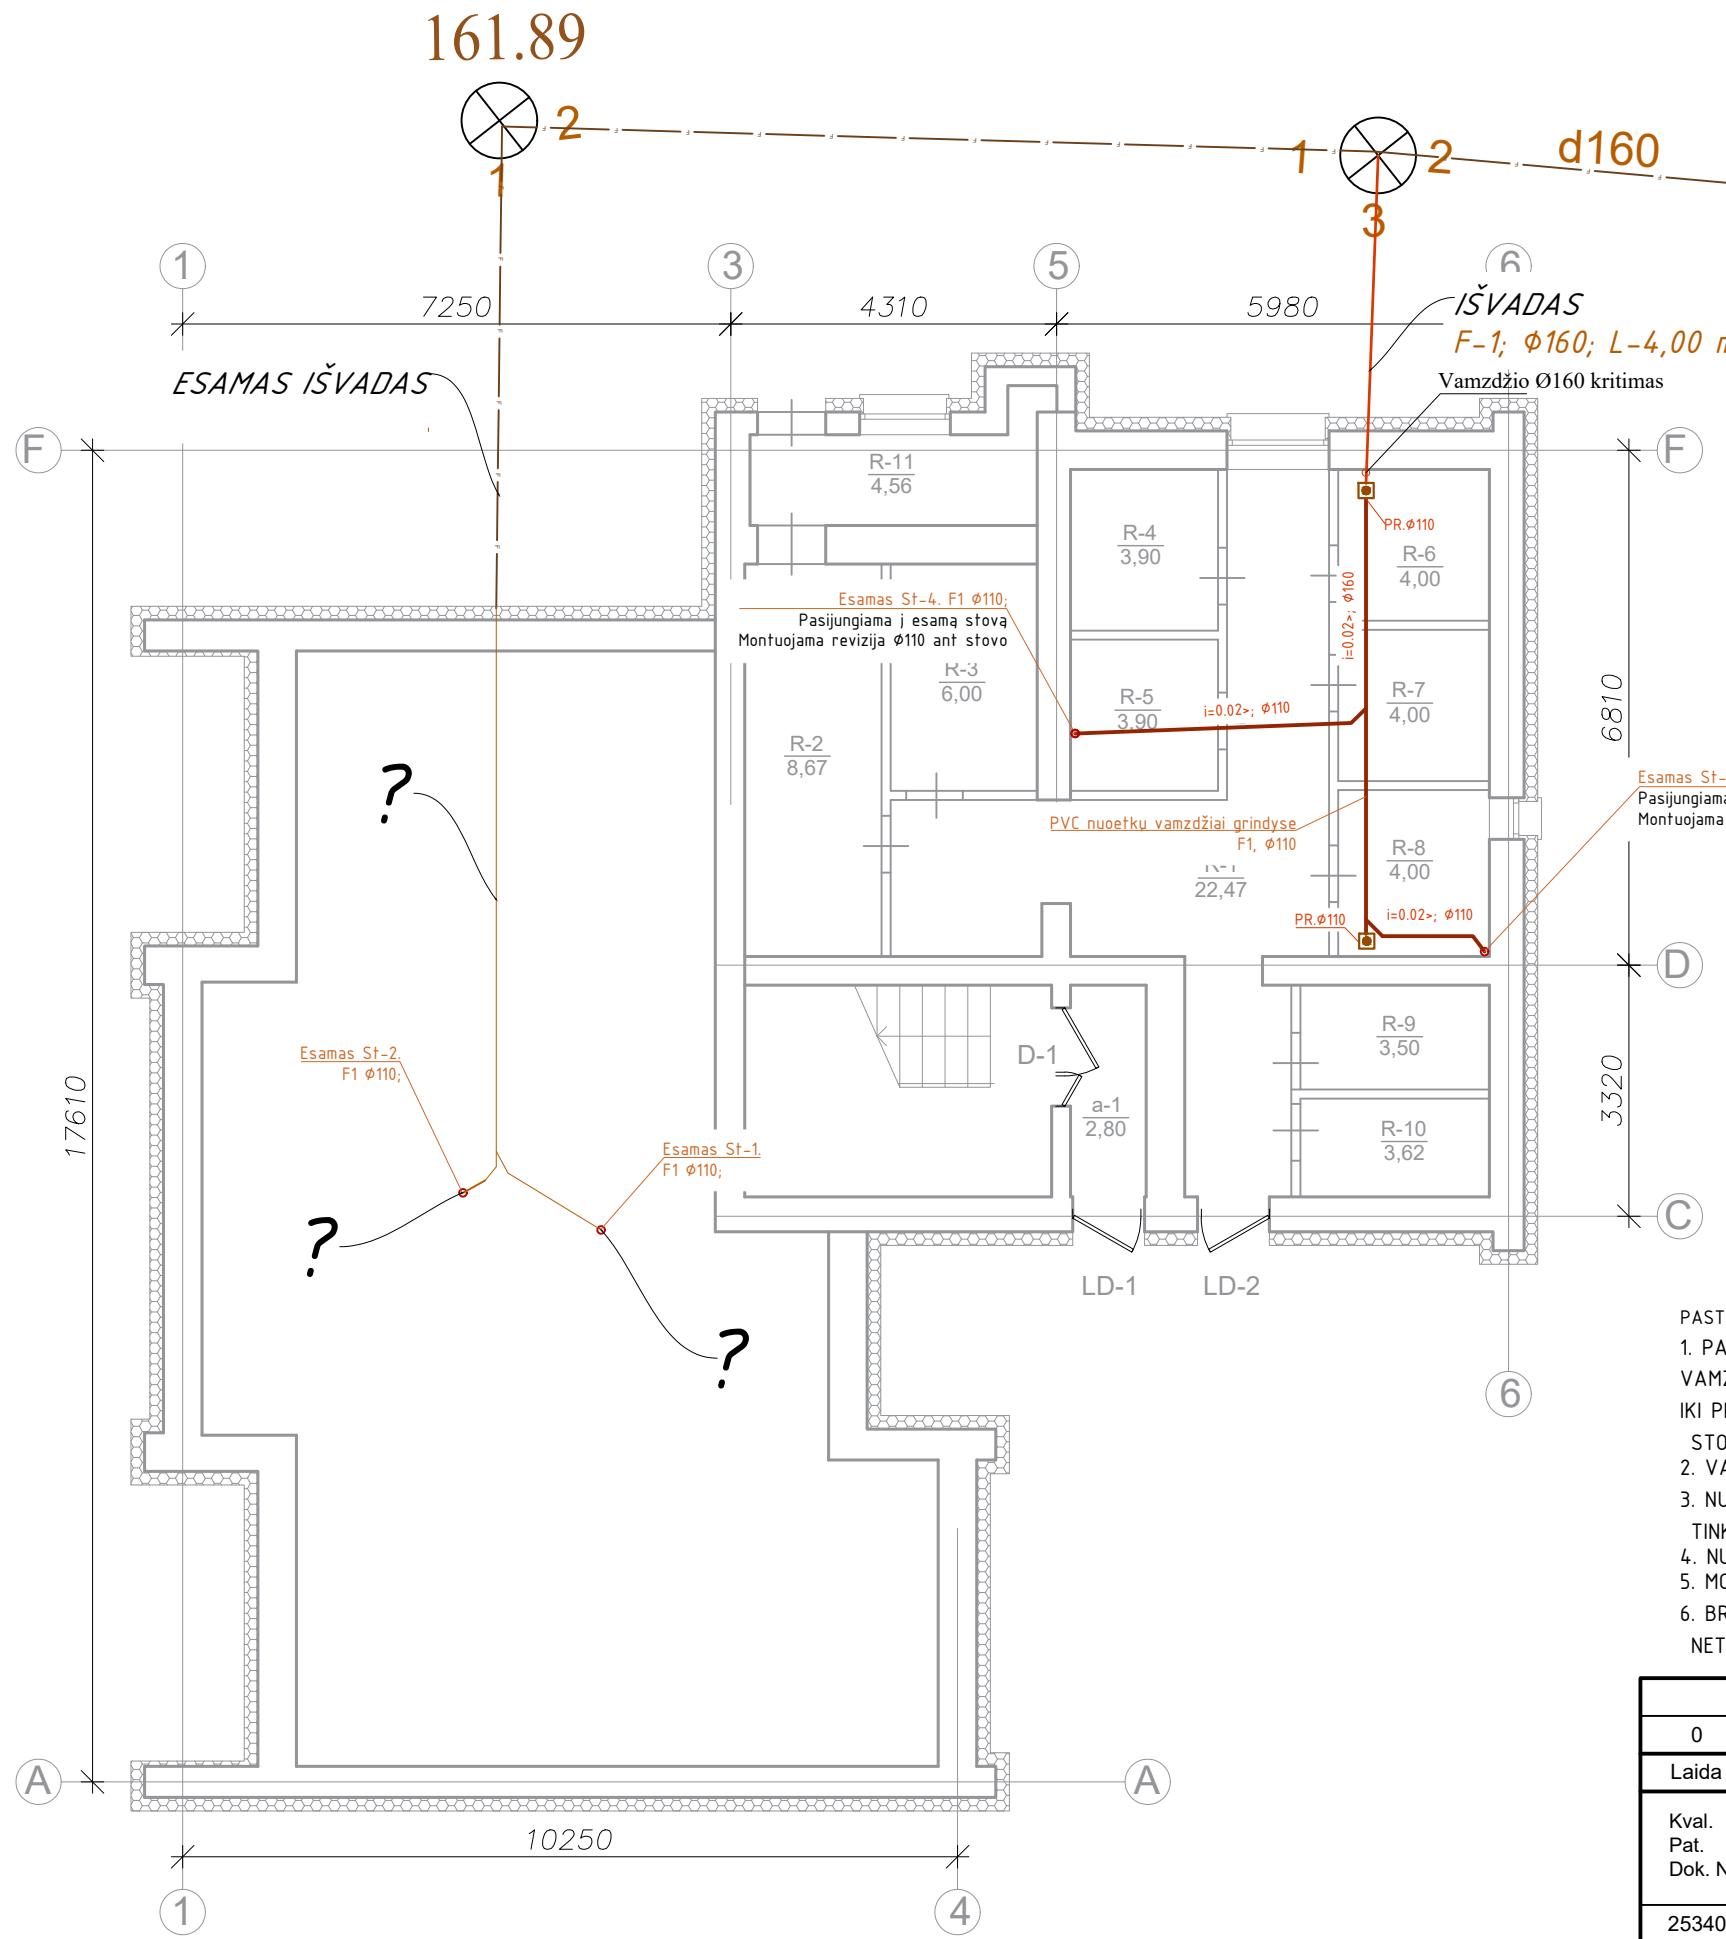 161.89
2
1
1
2
3
d160
1
3
5
6
7250
4310
5980
IŠVADAS
F-1; Φ160; L-4,00
Vamzdžio Ø160 kritimas
ESAMAS IŠVADAS
F
F
R-11
4,56
R-4
3,90
PR.Φ110
R-6
4,00
i=0.02>; Φ160
Esamas St-4. F1 Φ110;
Pasijungiama į esamą stovą
Montuojama revizija Φ110 ant stovo
R-3
6,00
R-5
3,90
i=0.02>; Φ110
R-7
4,00
6810
R-2
8,67
?
Esamas St-
Pasijungiama
Montuojama
PVC nuoetkų vamzdžiai grindyse
F1, Φ110
R-1
22,47
R-8
4,00
PR.Φ110
i=0.02>; Φ110
D
R-9
3,50
D-1
Esamas St-2.
F1 Φ110;
17610
3320
a-1
2,80
R-10
3,62
Esamas St-1.
F1 Φ110;
?
C
LD-1
LD-2
?
6
PAST
1. PA
VAMZ
IKI PI
STO
2. VA
3. NU
TINK
4. NU
5. MO
6. BR
NET
0
Laida
A
A
Kval.
Pat.
Dok. N
10250
1
4
25340